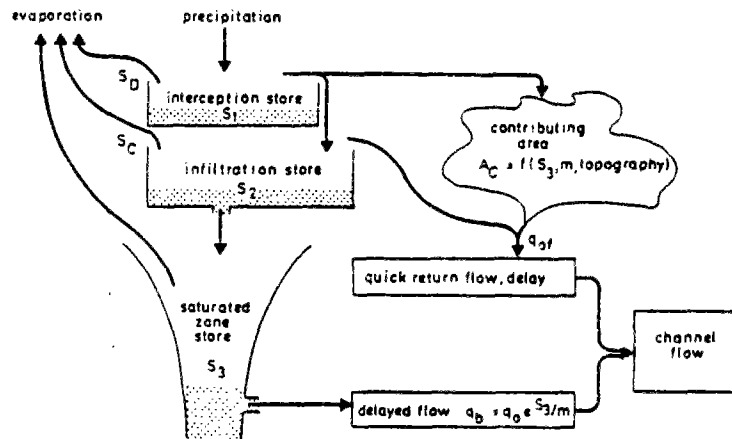 evaporation
precipitation
S_D
interception store
S_1
S_C
infiltration store
S_2
contributing
area
A_C = f(S_3, m, topography)
q_of
quick return flow, delay
saturated
zone
store
S_3
channel
flow
delayed flow q_b = q_o e^S_3/m